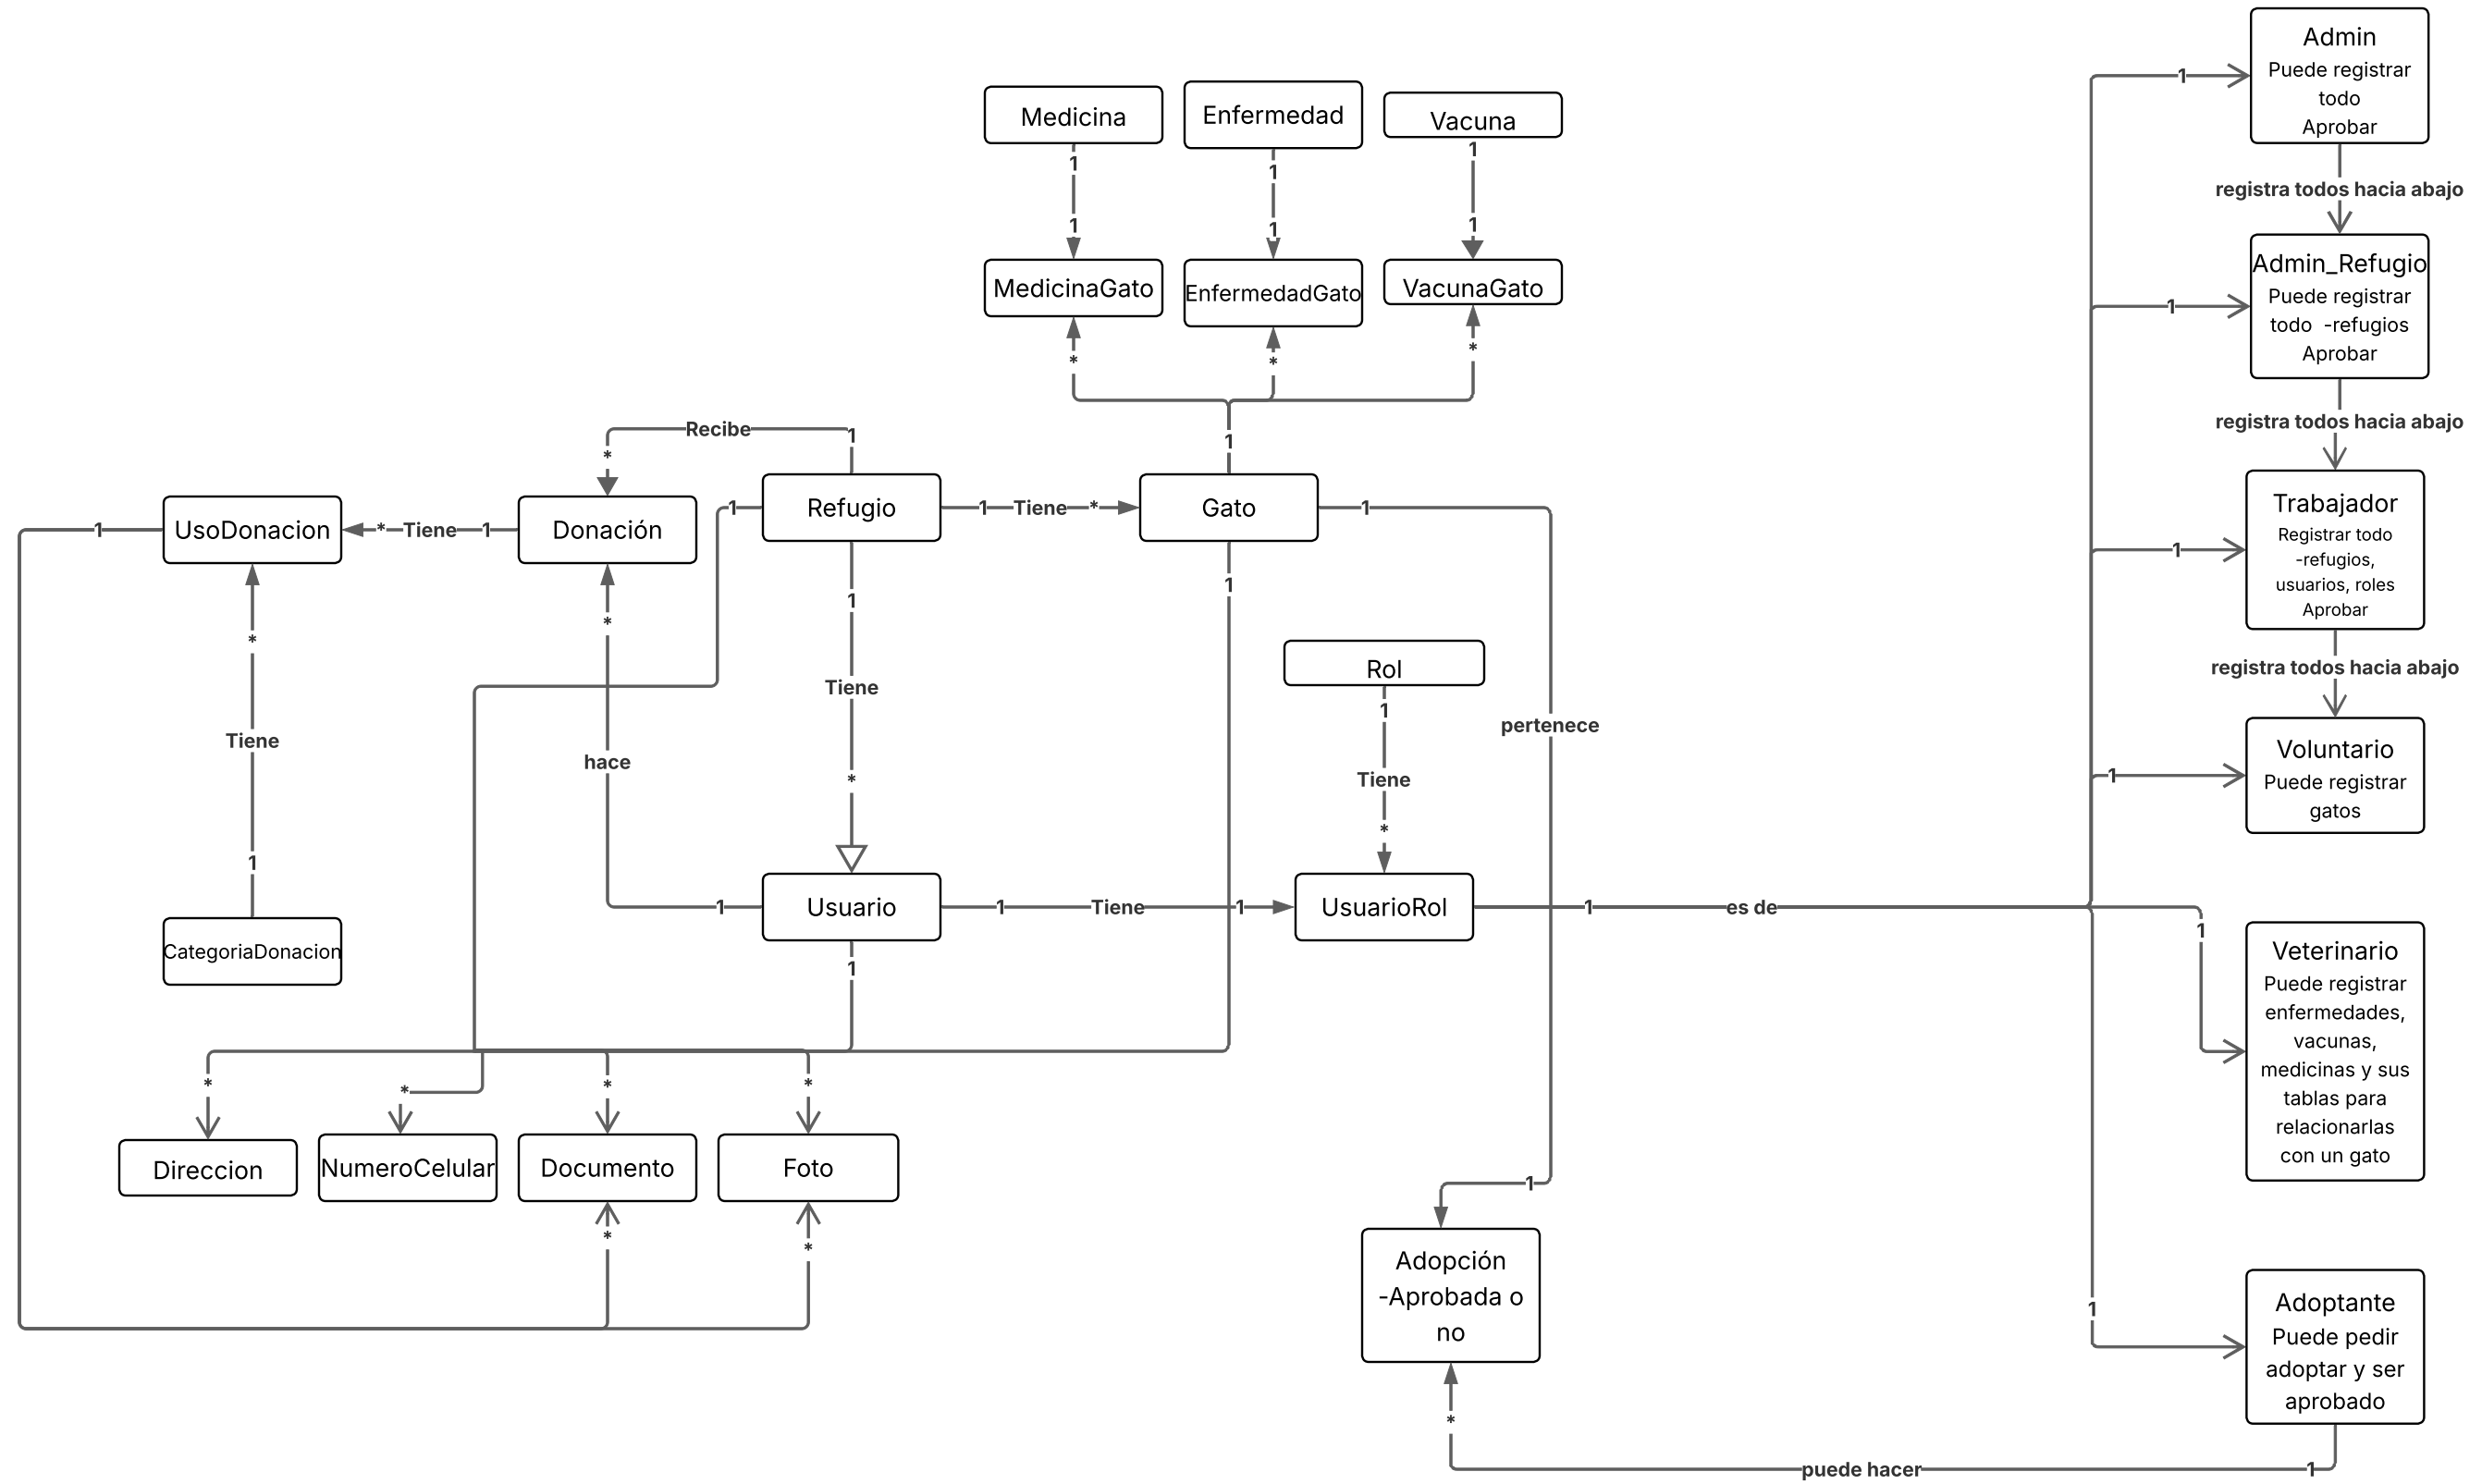 Admin
Puede registrar
todo
Aprobar
1
registra todos hacia abajo
Medicina
Enfermedad
Vacuna
1
1
1
1
1
1
MedicinaGato
EnfermedadGato
VacunaGato
*
*
*
Admin_Refugio
Puede registrar
todo -refugios
Aprobar
1
registra todos hacia abajo
Recibe
1
*
1
UsoDonacion
* Tiene 1
Donación
1
Refugio
1 Tiene *
Gato
1
1
*
*
hace
1
Tiene
*
1
pertenece
Trabajador
Registrar todo
-refugios,
usuarios, roles
Aprobar
1
registra todos hacia abajo
Rol
1
Tiene
*
Voluntario
Puede registrar
gatos
1
Tiene
1
CategoriaDonacion
1
Usuario
1 Tiene 1
UsuarioRol
1 es de
1
1
Veterinario
Puede registrar
enfermedades,
vacunas,
medicinas y sus
tablas para
relacionarlas
con un gato
*
*
*
*
Direccion
NumeroCelular
Documento
Foto
*
*
1
Adopción
-Aprobada o
no
*
1
Adoptante
Puede pedir
adoptar y ser
aprobado
puede hacer 1